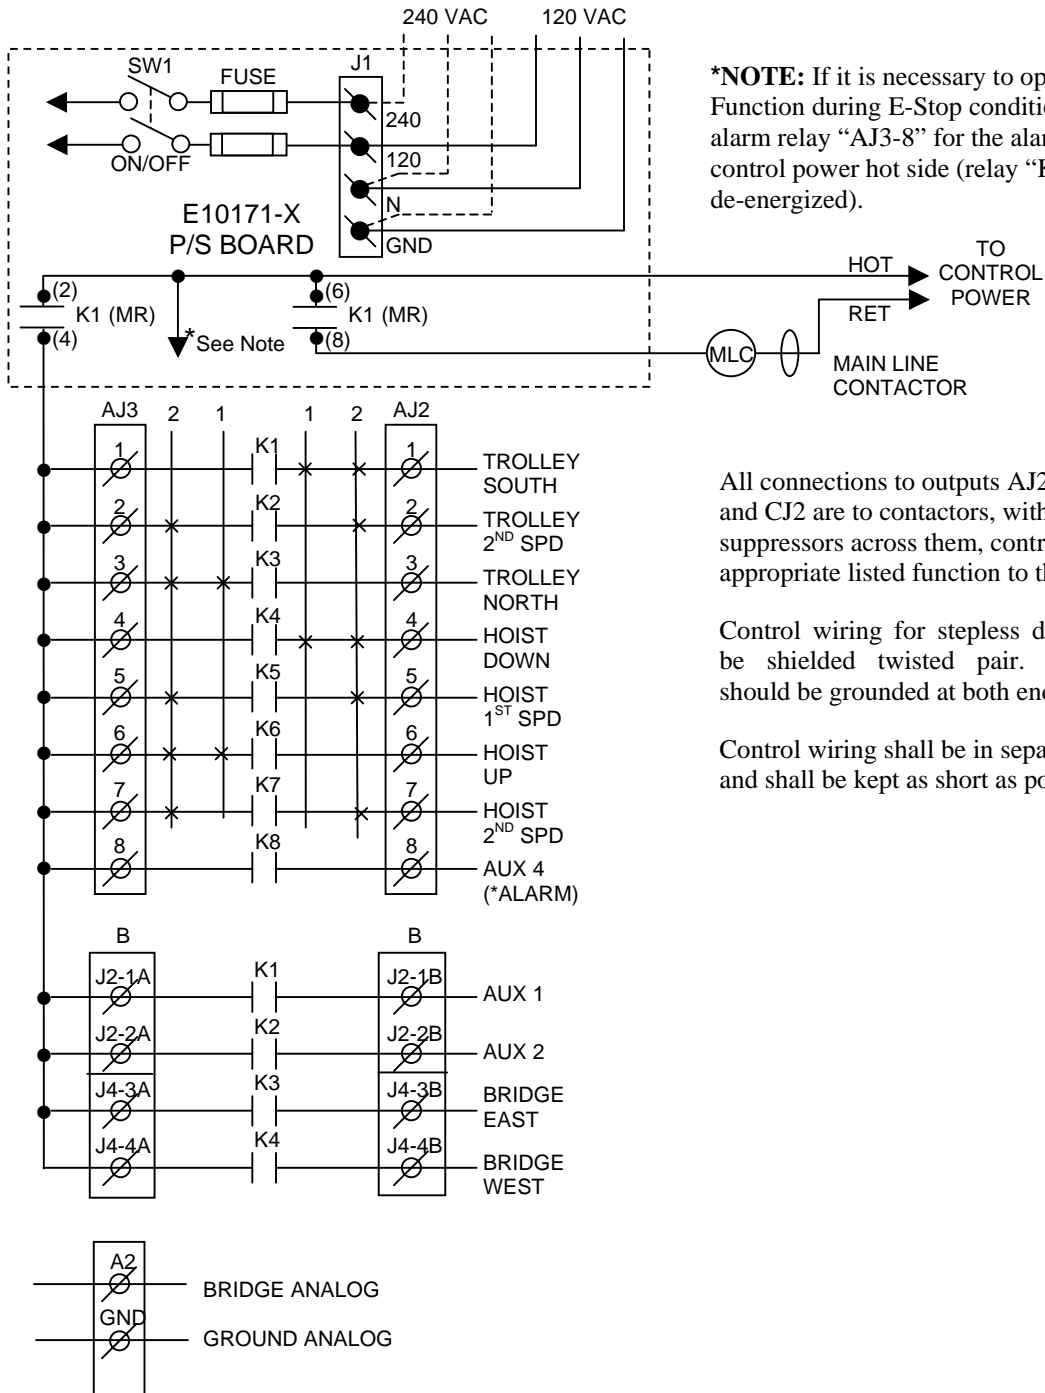 240 VAC 120 VAC
SW1 FUSE J1
240
120
N
GND
ON/OFF
E10171-X
P/S BOARD
*NOTE: If it is necessary to op
Function during E-Stop conditi
alarm relay “AJ3-8” for the alar
control power hot side (relay “K
de-energized).
HOT
RET
TO
CONTROL
POWER
(2)
K1 (MR)
(4)
*See Note
(6)
K1 (MR)
(8)
MLC
MAIN LINE
CONTACTOR
AJ3 2 1 1 2 AJ2
1 K1 1 TROLLEY
SOUTH
2 K2 2 TROLLEY
2ND SPD
3 K3 3 TROLLEY
NORTH
4 K4 4 HOIST
DOWN
5 K5 5 HOIST
1ST SPD
6 K6 6 HOIST
UP
7 K7 7 HOIST
2ND SPD
8 K8 8 AUX 4
(*ALARM)
All connections to outputs AJ2
and CJ2 are to contactors, with
suppressors across them, contr
appropriate listed function to t
Control wiring for stepless d
be shielded twisted pair.
should be grounded at both en
Control wiring shall be in sepa
and shall be kept as short as po
B B
J2-1A K1 J2-1B AUX 1
J2-2A K2 J2-2B AUX 2
J4-3A K3 J4-3B BRIDGE
EAST
J4-4A K4 J4-4B BRIDGE
WEST
A2 BRIDGE ANALOG
GND GROUND ANALOG